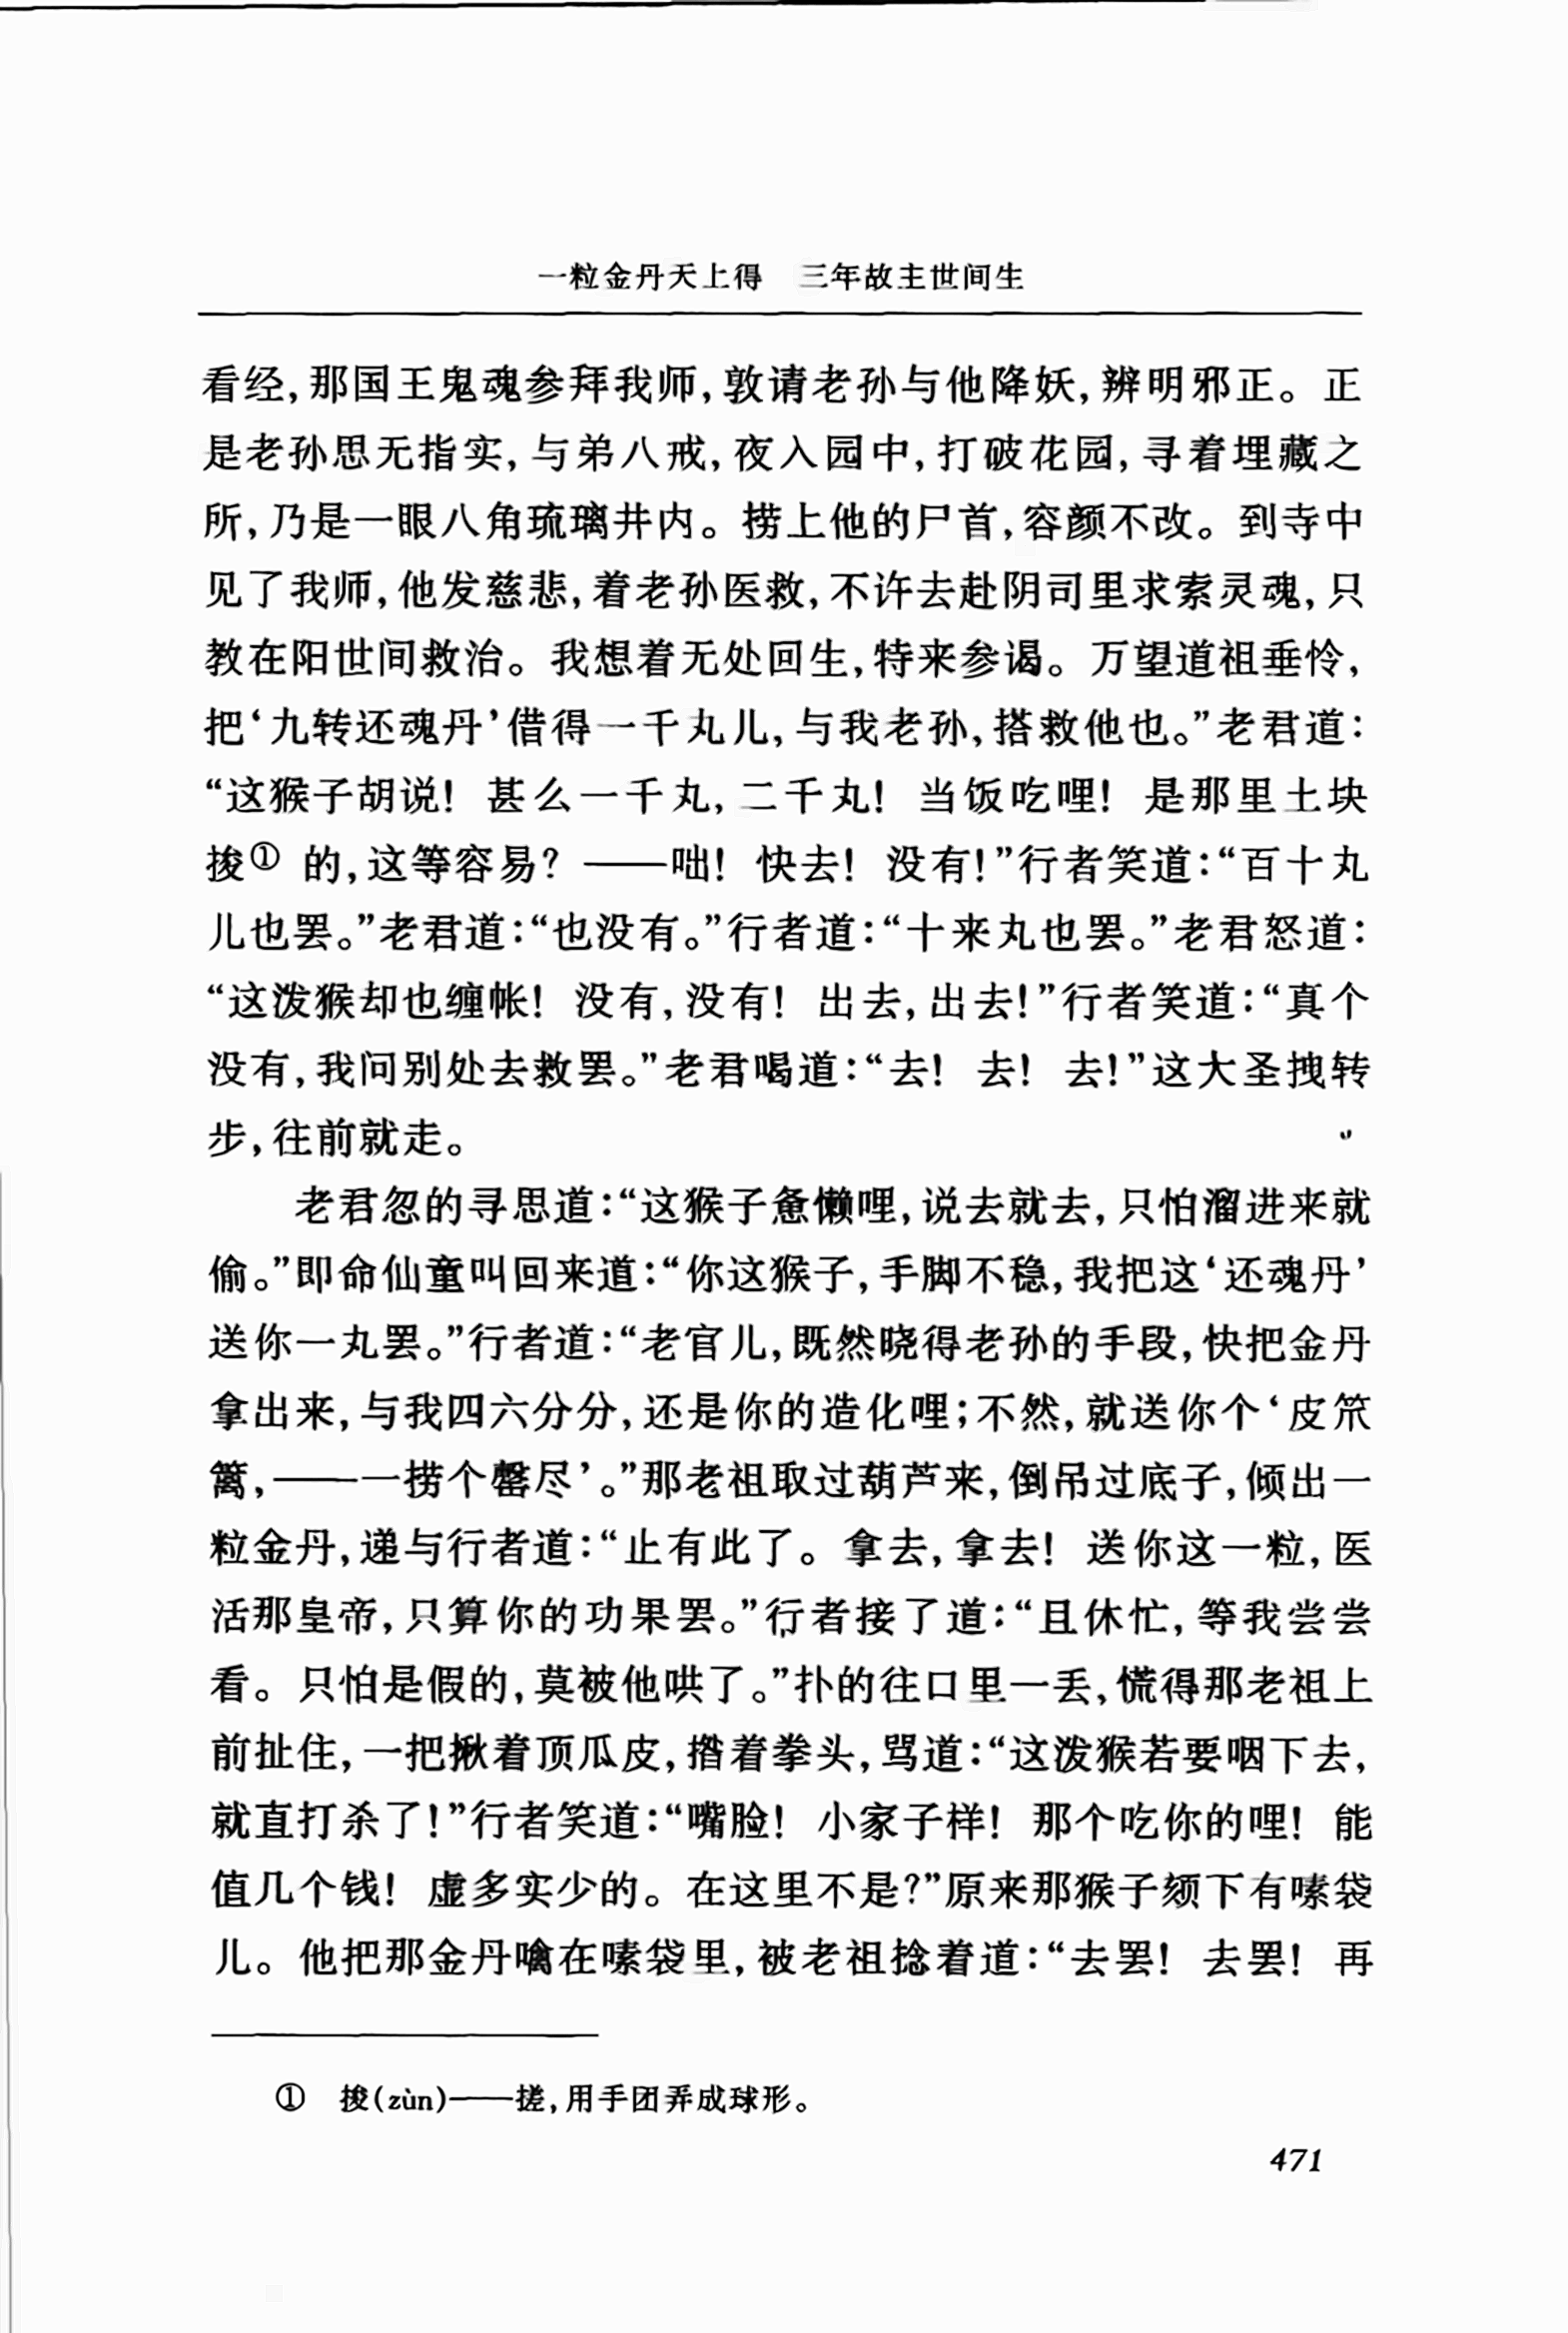 一粒金丹天上得　三年故主世间生
看经,那国王鬼魂参拜我师,敦请老孙与他降妖,辨明邪正。正
是老孙思无指实,与弟八戒,夜入园中,打破花园,寻着埋藏之
所,乃是一眼八角琉璃井内。捞上他的尸首,容颜不改。到寺中
见了我师,他发慈悲,着老孙医救,不许去赴阴司里求索灵魂,只
教在阳世间救治。我想着无处回生,特来参谒。万望道祖垂怜,
把‘九转还魂丹’借得一千丸儿,与我老孙,搭救他也。”老君道:
“这猴子胡说! 甚么一千丸,二千丸! 当饭吃哩! 是那里土块
捘① 的,这等容易? ——咄! 快去! 没有!”行者笑道:“百十丸
儿也罢。”老君道:“也没有。”行者道:“十来丸也罢。”老君怒道:
“这泼猴却也缠帐! 没有,没有! 出去,出去!”行者笑道:“真个
没有,我问别处去救罢。”老君喝道:“去! 去! 去!”这大圣拽转
步,往前就走。
老君忽的寻思道:“这猴子惫懒哩,说去就去,只怕溜进来就
偷。”即命仙童叫回来道:“你这猴子,手脚不稳,我把这‘还魂丹’
送你一丸罢。”行者道:“老官儿,既然晓得老孙的手段,快把金丹
拿出来,与我四六分分,还是你的造化哩;不然,就送你个‘皮笊
篱,——一捞个罄尽’。”那老祖取过葫芦来,倒吊过底子,倾出一
粒金丹,递与行者道:“止有此了。拿去,拿去! 送你这一粒,医
活那皇帝,只算你的功果罢。”行者接了道:“且休忙,等我尝尝
看。只怕是假的,莫被他哄了。”扑的往口里一丢,慌得那老祖上
前扯住,一把揪着顶瓜皮,揝着拳头,骂道:“这泼猴若要咽下去,
就直打杀了!”行者笑道:“嘴脸! 小家子样! 那个吃你的哩! 能
值几个钱! 虚多实少的。在这里不是?”原来那猴子颏下有嗉袋
儿。他把那金丹噙在嗉袋里,被老祖捻着道:“去罢! 去罢! 再
① 捘(zùn)——搓,用手团弄成球形。
471